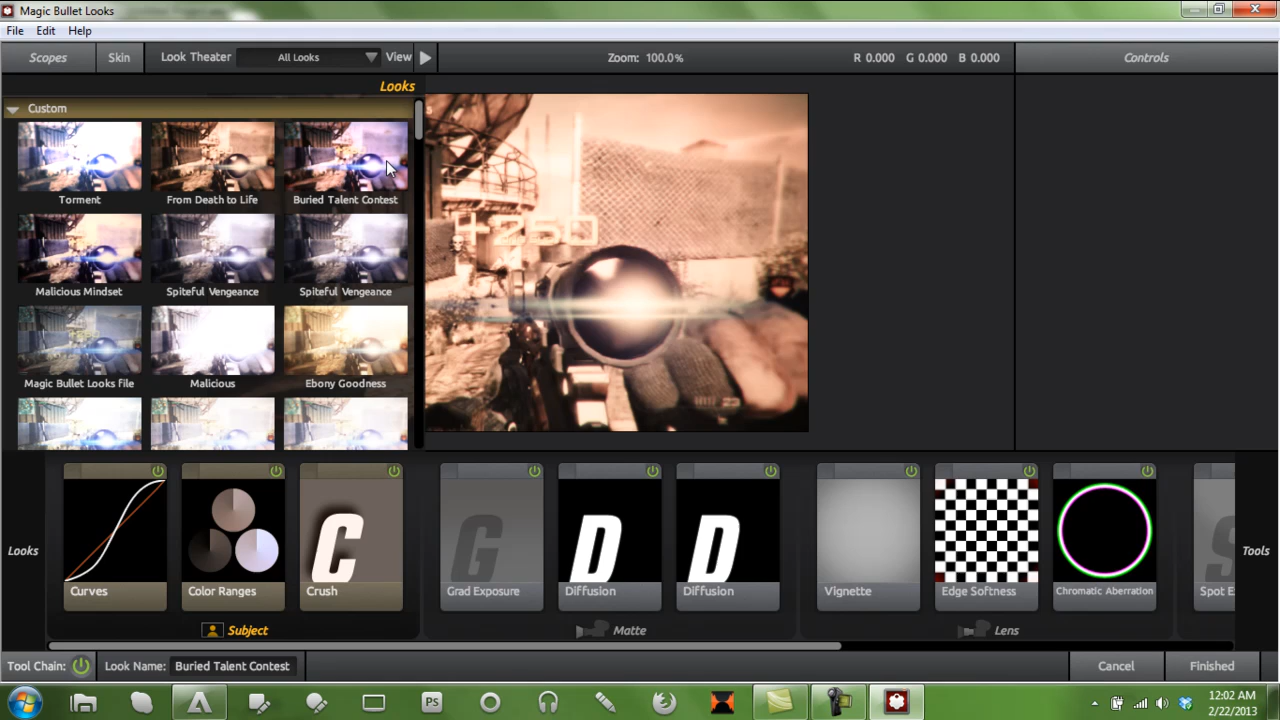 Magic Bullet Looks
File Edit Help
Scopes Skin Look Theater All Looks View Zoom: 100.0% R 0.000 G 0.000 B 0.000 Controls
Looks
Custom
Torment From Death to Life Buried Talent Contest
+250
Malicious Mindset Spiteful Vengeance Spiteful Vengeance
Magic Bullet Looks file Malicious Ebony Goodness
C G D D
Looks Tools
Curves Color Ranges Crush Grad Exposure Diffusion Diffusion Vignette Edge Softness Chromatic Aberration Spot E
Subject Matte Lens
Tool Chain: Look Name: Buried Talent Contest Cancel Finished
Ps
12:02 AM
2/22/2013